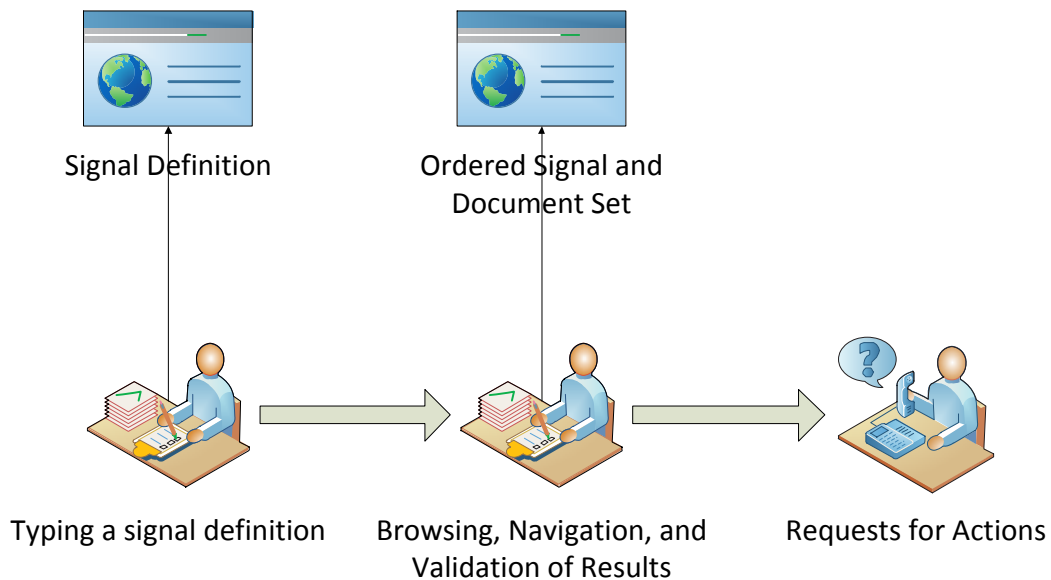 Signal Definition
Ordered Signal and
Document Set
?
Typing a signal definition
Browsing, Navigation, and
Validation of Results
Requests for Actions